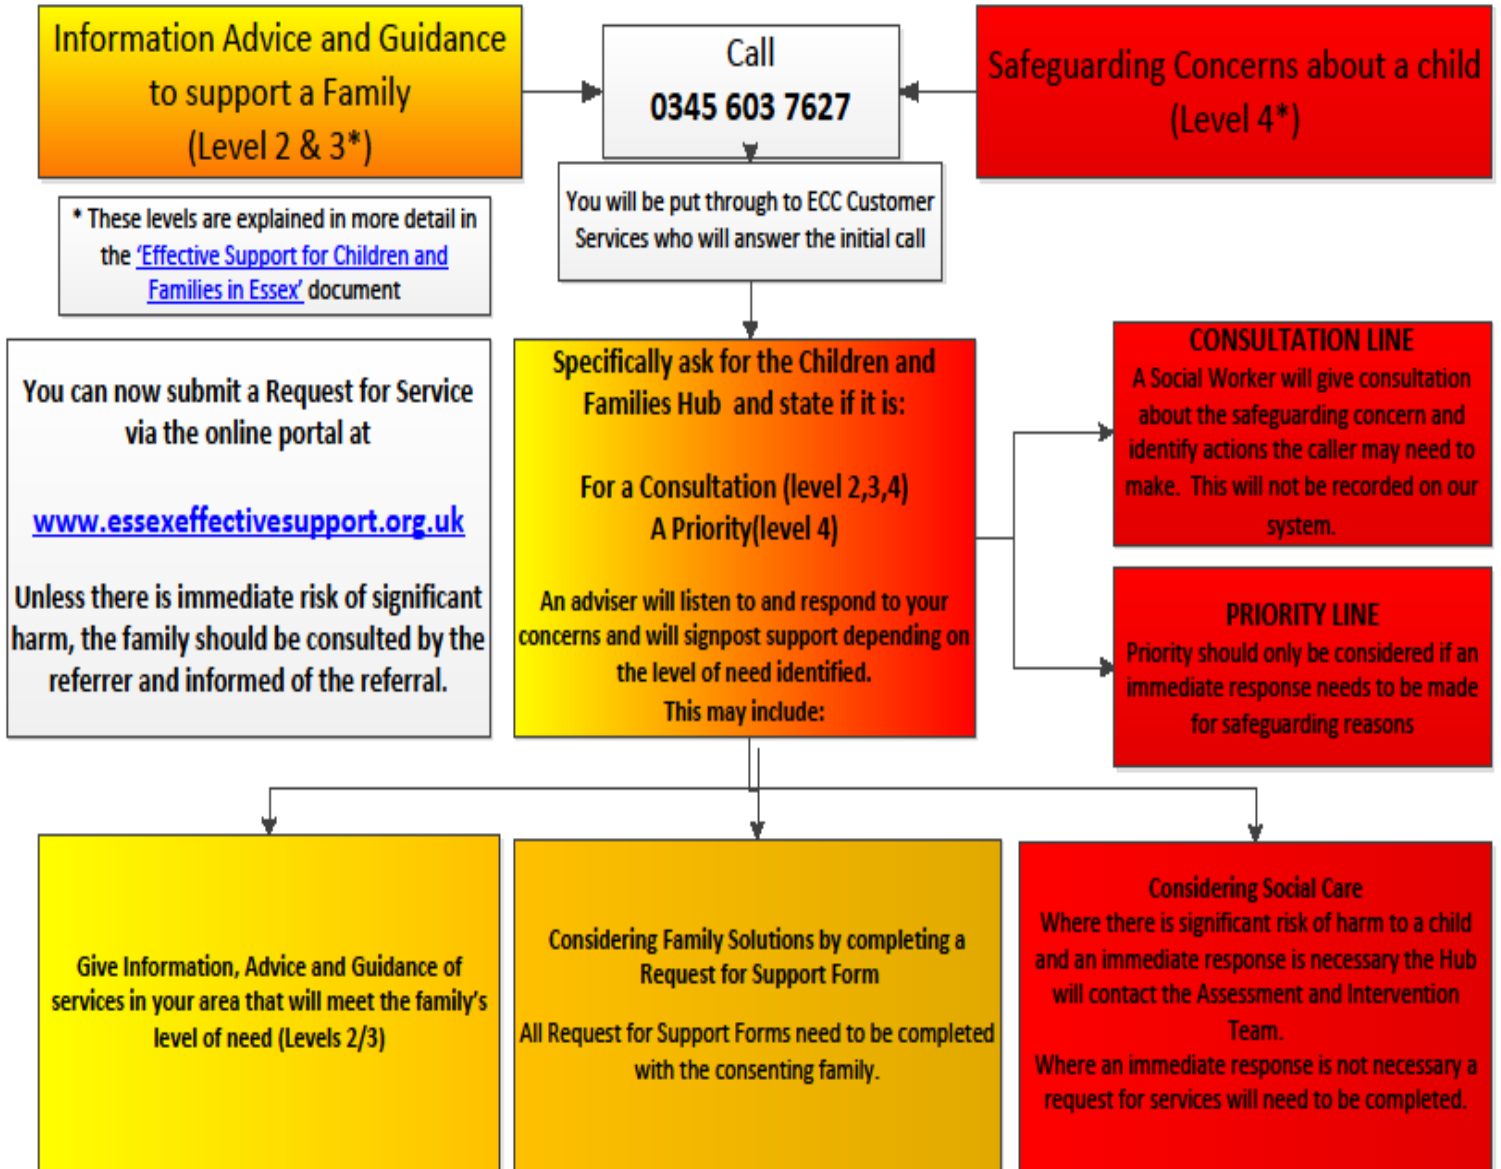 Information Advice and Guidance
to support a Family
(Level 2 & 3*)
Call
0345 603 7627
Safeguarding Concerns about a child
(Level 4*)
* These levels are explained in more detail in
the ‘Effective Support for Children and
Families in Essex’ document
You will be put through to ECC Customer
Services who will answer the initial call
You can now submit a Request for Service
via the online portal at
www.essexeffectivesupport.org.uk
Unless there is immediate risk of significant
harm, the family should be consulted by the
referrer and informed of the referral.
Specifically ask for the Children and
Families Hub and state if it is:
For a Consultation (level 2,3,4)
A Priority(level 4)
An adviser will listen to and respond to your
concerns and will signpost support depending on
the level of need identified.
This may include:
CONSULTATION LINE
A Social Worker will give consultation
about the safeguarding concern and
identify actions the caller may need to
make. This will not be recorded on our
system.
PRIORITY LINE
Priority should only be considered if an
immediate response needs to be made
for safeguarding reasons
Give Information, Advice and Guidance of
services in your area that will meet the family’s
level of need (Levels 2/3)
Considering Family Solutions by completing a
Request for Support Form
All Request for Support Forms need to be completed
with the consenting family.
Considering Social Care
Where there is significant risk of harm to a child
and an immediate response is necessary the Hub
will contact the Assessment and Intervention
Team.
Where an immediate response is not necessary a
request for services will need to be completed.